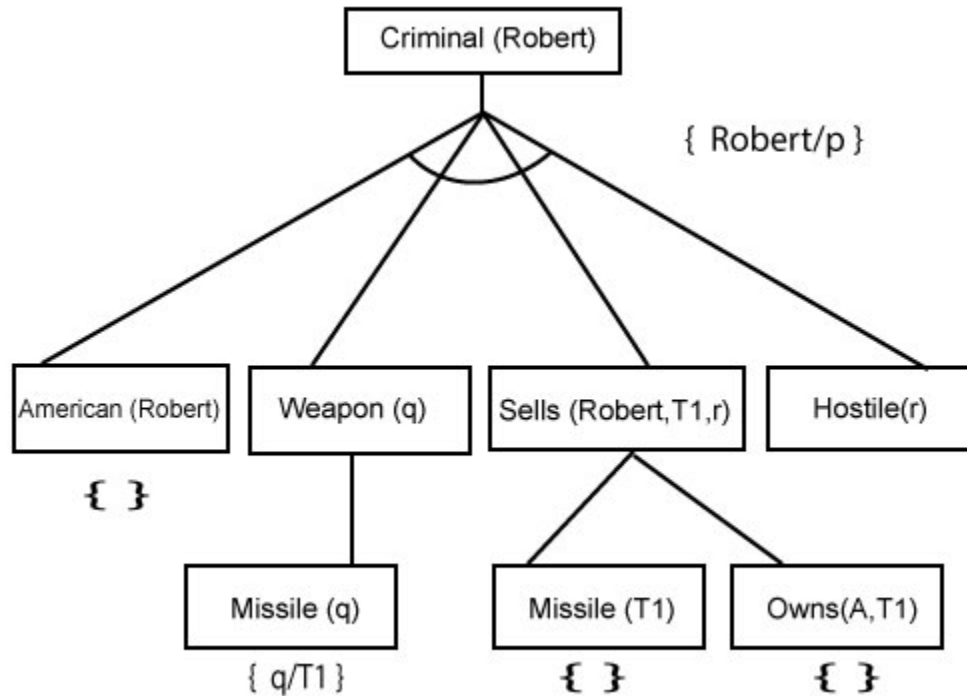 Criminal (Robert)
{ Robert/p }
American (Robert)
Weapon (q)
Sells (Robert,T1,r)
Hostile(r)
{ }
Missile (q)
Missile (T1)
Owns(A,T1)
{ q/T1 }
{ }
{ }